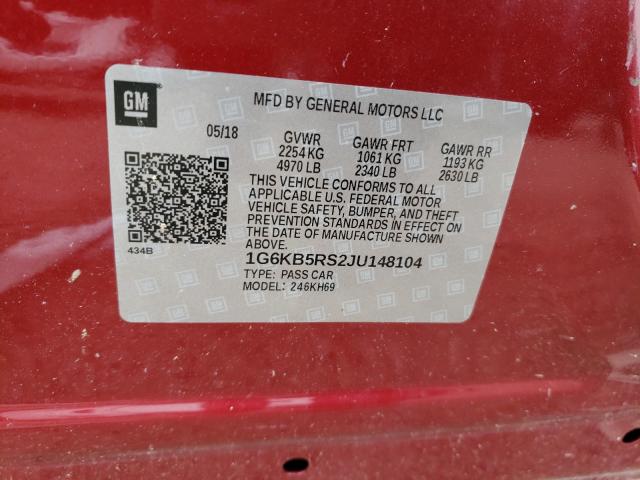 GM
MFD BY GENERAL MOTORS LLC
05/18 GVWR GAWR FRT GAWR RR
2254 KG 1061 KG 1193 KG
4970 LB 2340 LB 2630 LB
THIS VEHICLE CONFORMS TO ALL
APPLICABLE U.S. FEDERAL MOTOR
VEHICLE SAFETY, BUMPER, AND THEFT
PREVENTION STANDARDS IN EFFECT ON
THE DATE OF MANUFACTURE SHOWN
ABOVE.
434B
1G6KB5RS2JU148104
TYPE: PASS CAR
MODEL: 246KH69